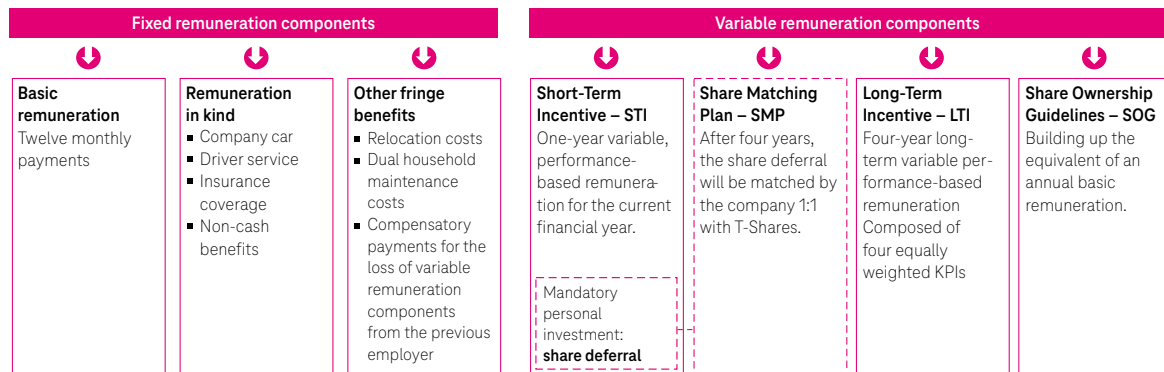 Fixed remuneration components
Basic
remuneration
Twelve monthly
payments
Remuneration
in kind
▪ Company car
▪ Driver service
▪ Insurance
coverage
▪ Non-cash
benefits
Other fringe
benefits
▪ Relocation costs
▪ Dual household
maintenance
costs
▪ Compensatory
payments for the
loss of variable
remuneration
components
from the previous
employer
Variable remuneration components
Short-Term
Incentive – STI
One-year variable,
performance-
based remunera-
tion for the current
financial year.
Mandatory
personal
investment:
share deferral
Share Matching
Plan – SMP
After four years,
the share deferral
will be matched by
the company 1:1
with T-Shares.
Long-Term
Incentive – LTI
Four-year long-
term variable per-
formance-based
remuneration
Composed of
four equally
weighted KPIs
Share Ownership
Guidelines – SOG
Building up the
equivalent of an
annual basic
remuneration.